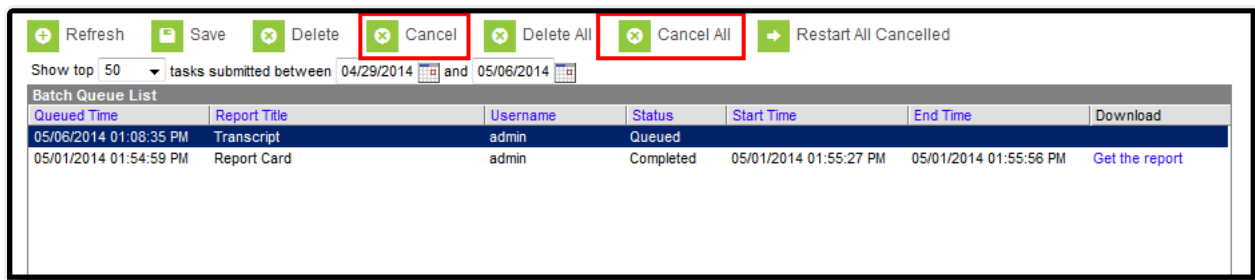 Refresh Save Delete Cancel Delete All Cancel All Restart All Cancelled
Show top 50 tasks submitted between 04/29/2014 and 05/06/2014
Batch Queue List
Queued Time Report Title Username Status Start Time End Time Download
05/06/2014 01:08:35 PM Transcript admin Queued
05/01/2014 01:54:59 PM Report Card admin Completed 05/01/2014 01:55:27 PM 05/01/2014 01:55:56 PM Get the report